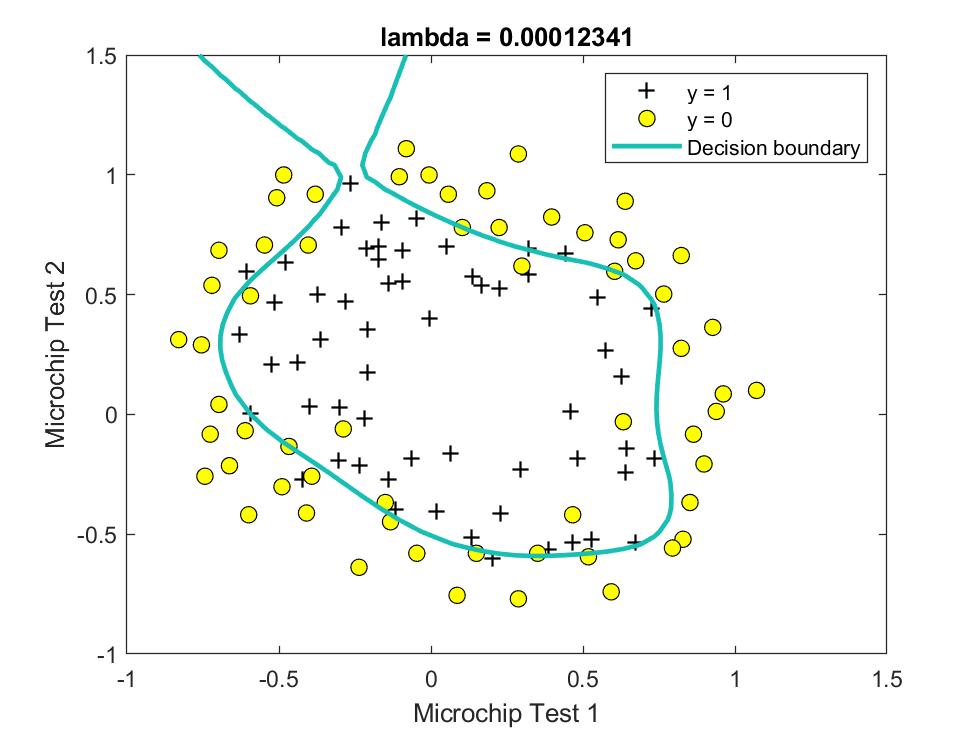 lambda = 0.00012341
1.5
1
0.5
0
-0.5
-1
Microchip Test 2
y = 1
y = 0
Decision boundary
-1
-0.5
0
0.5
1
1.5
Microchip Test 1